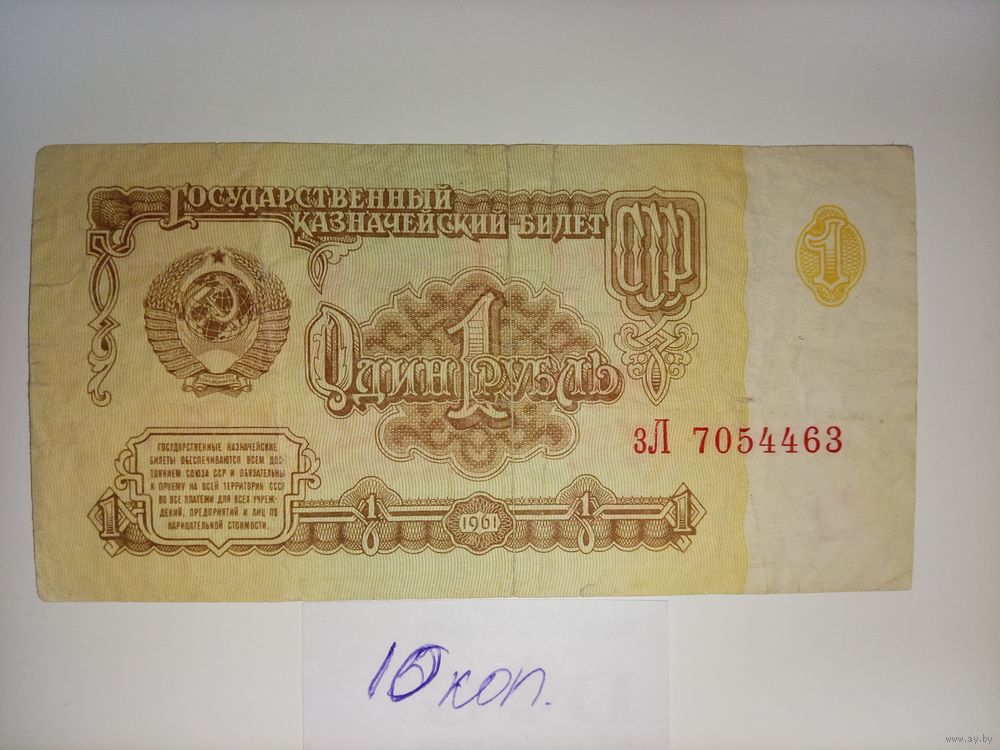 Государственный
казначейский билет
СССР
1
1
Один рубль
зЛ 7054463
ГОСУДАРСТВЕННЫЕ КАЗНАЧЕЙСКИЕ
БИЛЕТЫ ОБЕСПЕЧИВАЮТСЯ ВСЕМ ДОС-
ТОЯНИЕМ СОЮЗА ССР И ОБЯЗАТЕЛЬНЫ
К ПРИЕМУ НА ВСЕЙ ТЕРРИТОРИИ СССР
ВО ВСЕ ПЛАТЕЖИ ДЛЯ ВСЕХ УЧРЕЖ-
ДЕНИЙ, ПРЕДПРИЯТИЙ И ЛИЦ ПО
НАРИЦАТЕЛЬНОЙ СТОИМОСТИ.
1 1 1961 1 1
коп.
www.ay.by